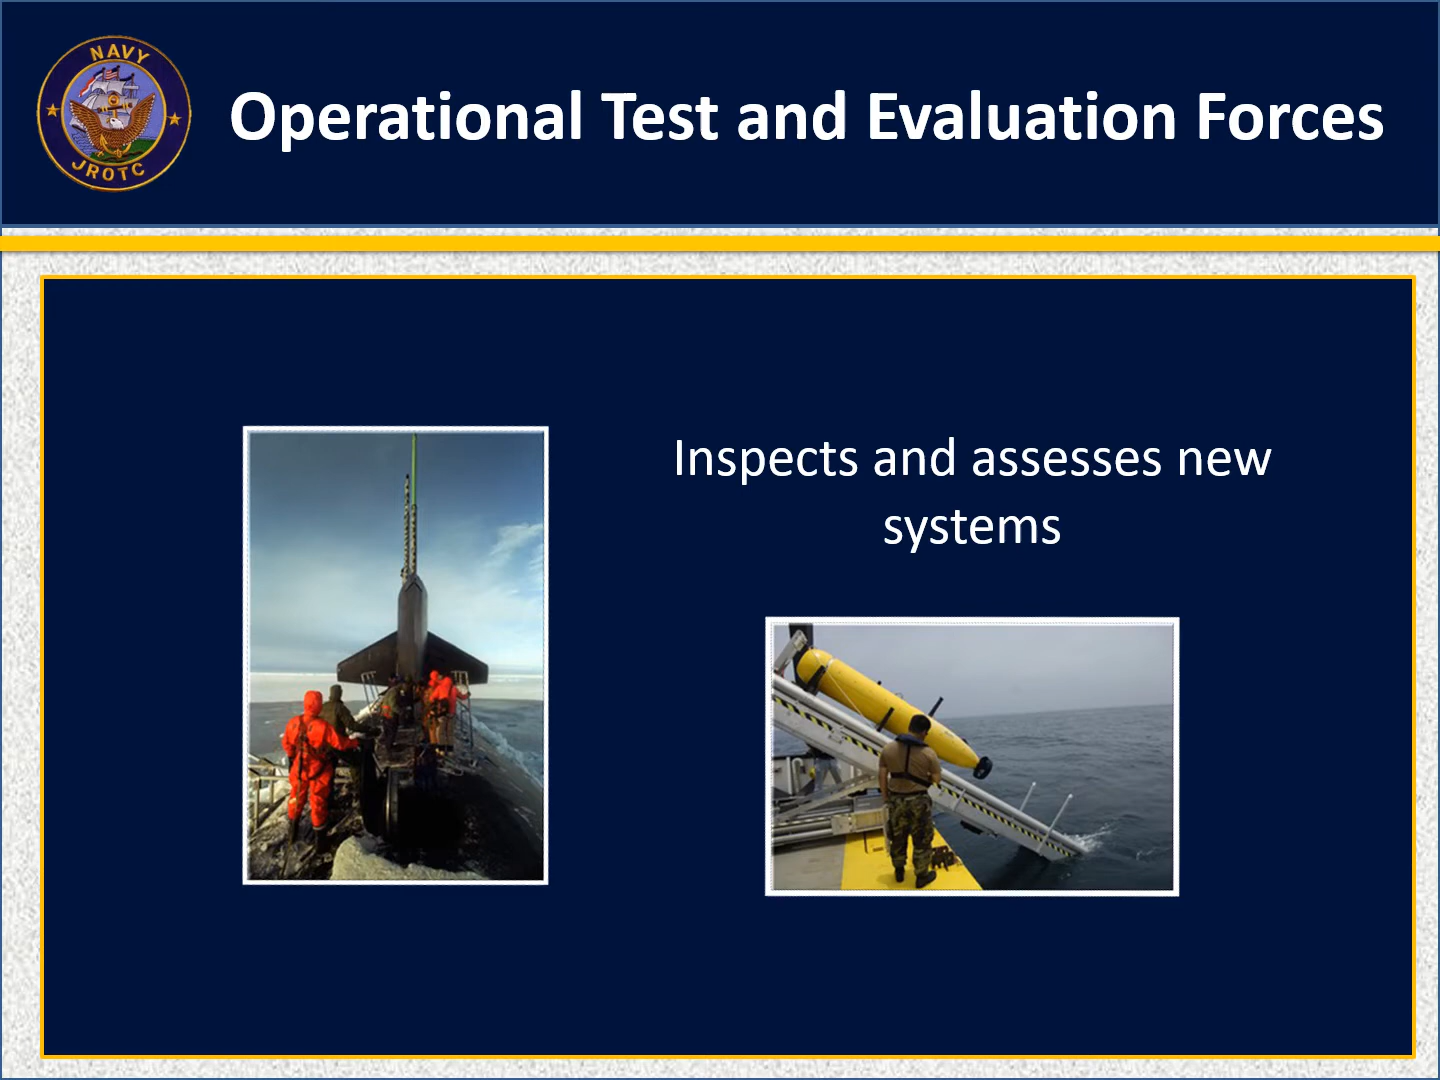 NAVY
JROTC
Operational Test and Evaluation Forces
Inspects and assesses new
systems